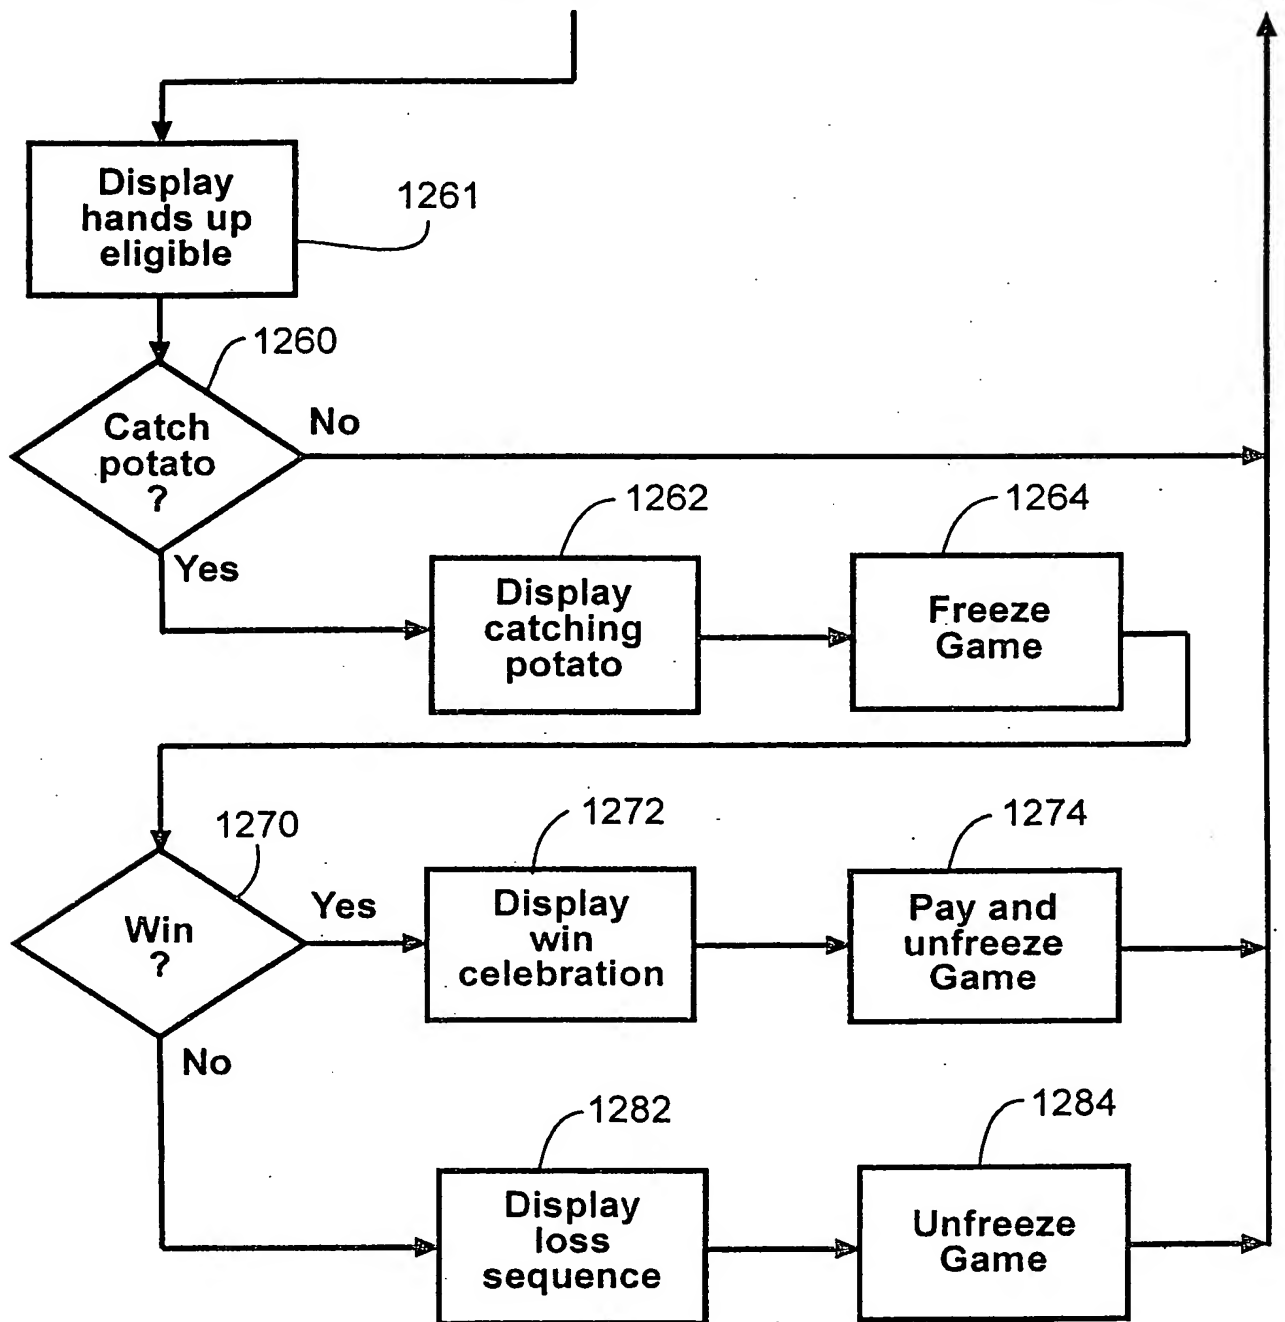 Display
hands up
eligible
1261
1260
Catch
potato
?
No
Yes
1262
Display
catching
potato
1264
Freeze
Game
1270
Win
?
Yes
1272
Display
win
celebration
1274
Pay and
unfreeze
Game
No
1282
Display
loss
sequence
1284
Unfreeze
Game